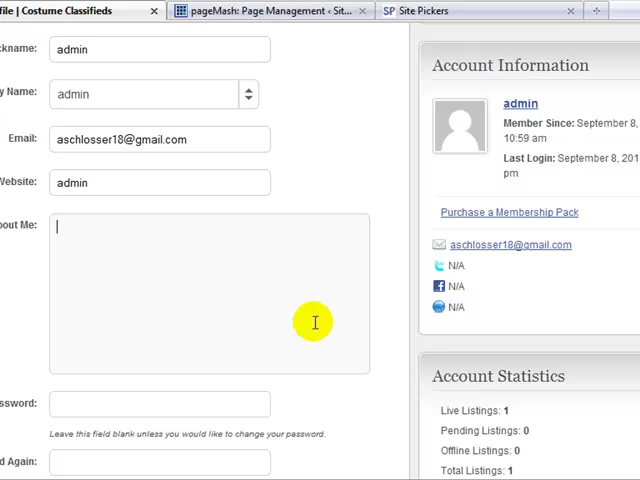 file | Costume Classifieds
pageMash: Page Management ‹ Sit...
SP Site Pickers
ckname:
admin
y Name:
admin
Email:
aschlosser18@gmail.com
Website:
admin
bout Me:
assword:
Leave this field blank unless you would like to change your password.
d Again:
Account Information
admin
Member Since: September 8,
10:59 am
Last Login: September 8, 201
pm
Purchase a Membership Pack
aschlosser18@gmail.com
N/A
N/A
N/A
Account Statistics
Live Listings: 1
Pending Listings: 0
Offline Listings: 0
Total Listings: 1